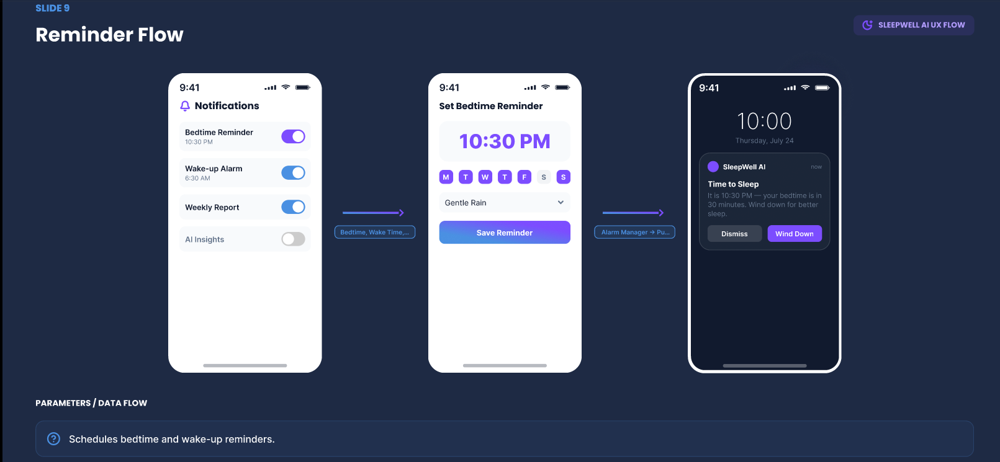 SLIDE 9
Reminder Flow
SLEEPWELL AI UX FLOW
9:41
Notifications
Bedtime Reminder
10:30 PM
Wake-up Alarm
6:30 AM
Weekly Report
AI Insights
Bedtime, Wake Time,...
9:41
Set Bedtime Reminder
10:30 PM
M T W T F S S
Gentle Rain
Save Reminder
Alarm Manager → Pu...
9:41
10:00
Thursday, July 24
SleepWell AI now
Time to Sleep
It is 10:30 PM — your bedtime is in
30 minutes. Wind down for better
sleep.
Dismiss Wind Down
PARAMETERS / DATA FLOW
Schedules bedtime and wake-up reminders.